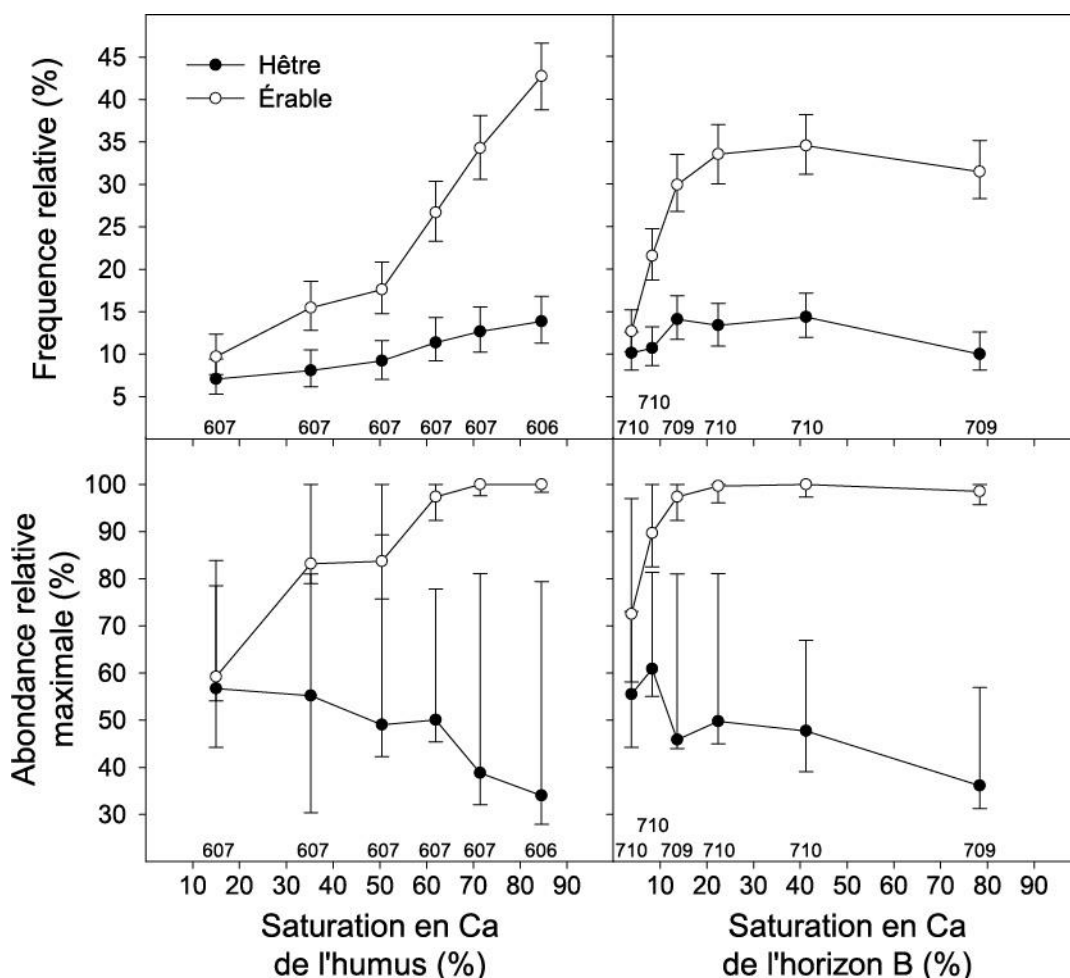 Frequence relative (%)
45
40
35
30
25
20
15
10
5
Hêtre
Érable
607 607 607 607 607 606
710
710 709 710 710 709
Abondance relative
maximale (%)
100
90
80
70
60
50
40
30
607 607 607 607 607 606
710
710 709 710 710 709
10 20 30 40 50 60 70 80 90
10 20 30 40 50 60 70 80 90
Saturation en Ca
de l'humus (%)
Saturation en Ca
de l'horizon B (%)